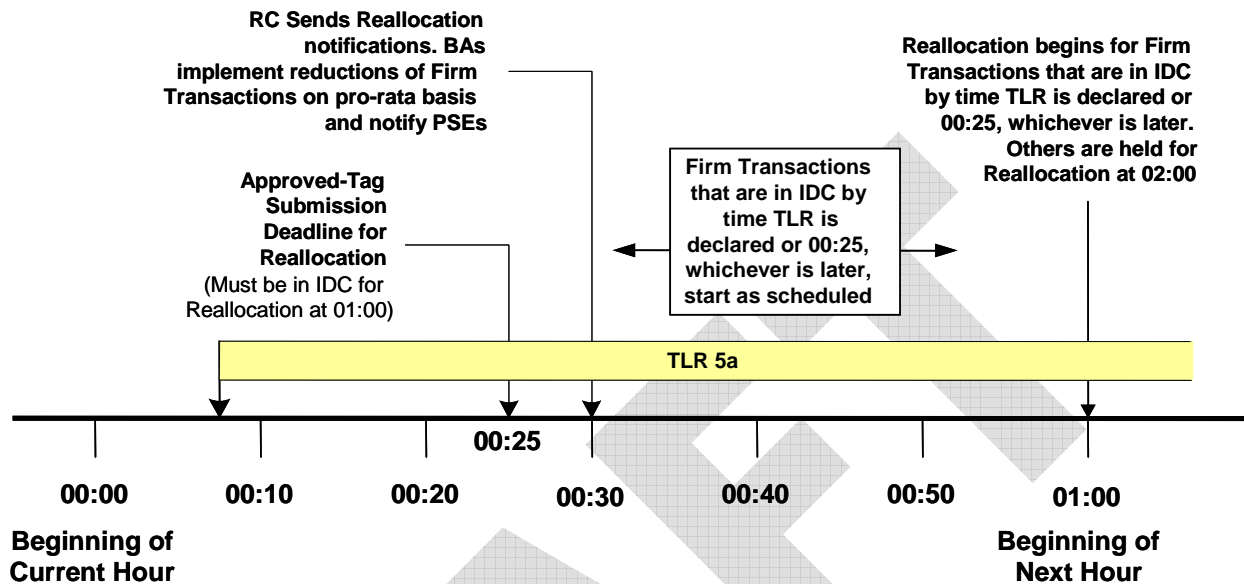 RC Sends Reallocation
notifications. BAs
implement reductions of Firm
Transactions on pro-rata basis
and notify PSEs
Reallocation begins for Firm
Transactions that are in IDC
by time TLR is declared or
00:25, whichever is later.
Others are held for
Reallocation at 02:00
Approved-Tag
Submission
Deadline for
Reallocation
(Must be in IDC for
Reallocation at 01:00)
Firm Transactions
that are in IDC by
time TLR is
declared or 00:25,
whichever is later,
start as scheduled
TLR 5a
00:25
00:00
00:10
00:20
00:30
00:40
00:50
01:00
Beginning of
Current Hour
Beginning of
Next Hour